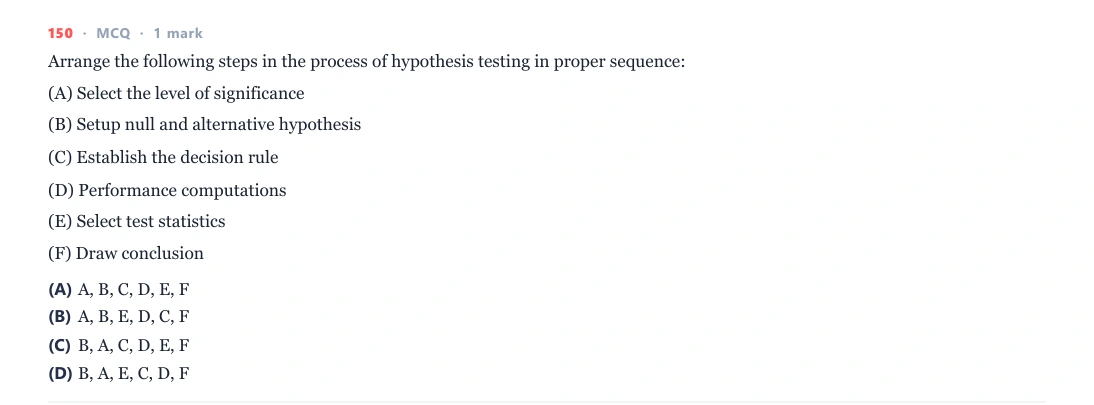 150 · MCQ · 1 mark
Arrange the following steps in the process of hypothesis testing in proper sequence:
(A) Select the level of significance
(B) Setup null and alternative hypothesis
(C) Establish the decision rule
(D) Performance computations
(E) Select test statistics
(F) Draw conclusion
(A) A, B, C, D, E, F
(B) A, B, E, D, C, F
(C) B, A, C, D, E, F
(D) B, A, E, C, D, F